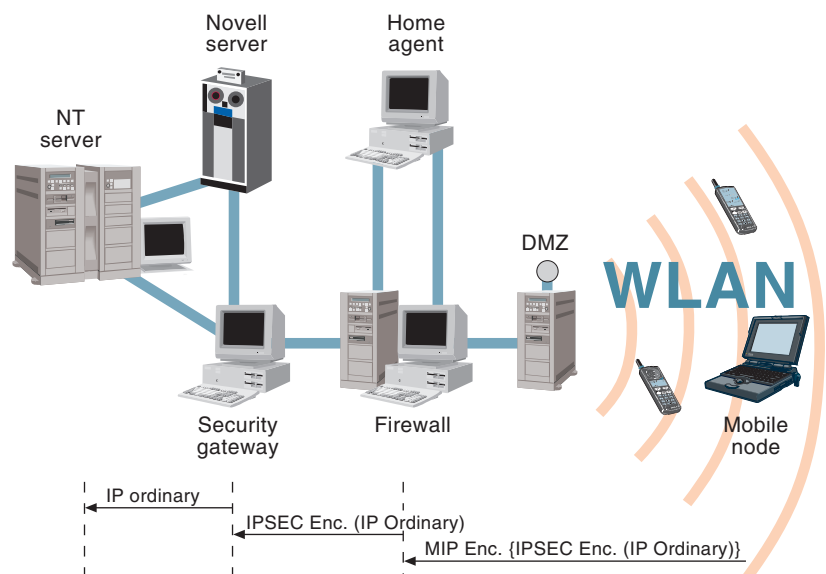 Novell
server
Home
agent
NT
server
DMZ
WLAN
Security
gateway
Firewall
Mobile
node
IP ordinary
IPSEC Enc. (IP Ordinary)
MIP Enc. {IPSEC Enc. (IP Ordinary)}